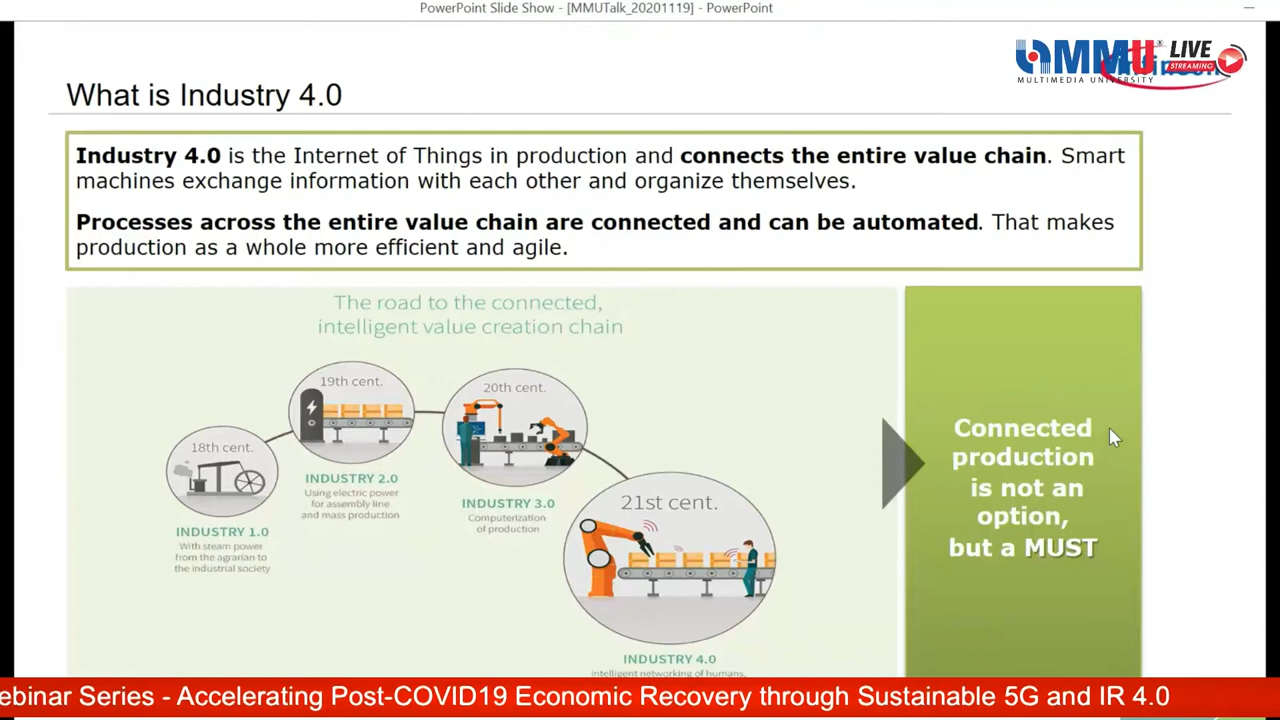 PowerPoint Slide Show - [MMUTalk_20201119] - PowerPoint
MMU
LIVE
STREAMING
MULTIMEDIA UNIVERSITY
What is Industry 4.0
Industry 4.0 is the Internet of Things in production and connects the entire value chain. Smart
machines exchange information with each other and organize themselves.
Processes across the entire value chain are connected and can be automated. That makes
production as a whole more efficient and agile.
The road to the connected,
intelligent value creation chain
18th cent.
INDUSTRY 1.0
With steam power
from the agrarian to
the industrial society
19th cent.
INDUSTRY 2.0
Using electric power
for assembly line
and mass production
20th cent.
INDUSTRY 3.0
Computerization
of production
21st cent.
INDUSTRY 4.0
Intelligent networking of humans,
Connected
production
is not an
option,
but a MUST
ebinar Series - Accelerating Post-COVID19 Economic Recovery through Sustainable 5G and IR 4.0